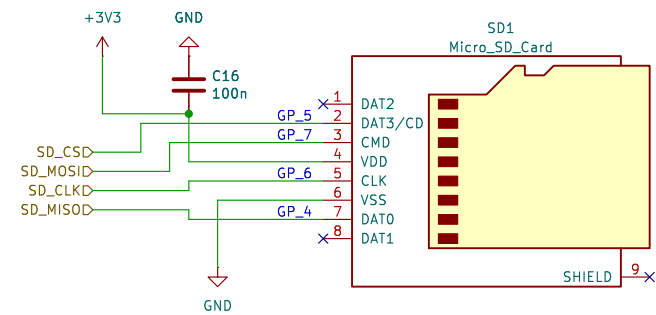 +3V3
GND
SD1
Micro_SD_Card
C16
100n
1 DAT2
GP_5 2 DAT3/CD
GP_7 3 CMD
SD_CS
4 VDD
SD_MOSI
GP_6 5 CLK
SD_CLK
6 VSS
SD_MISO
GP_4 7 DAT0
8 DAT1
SHIELD 9
GND